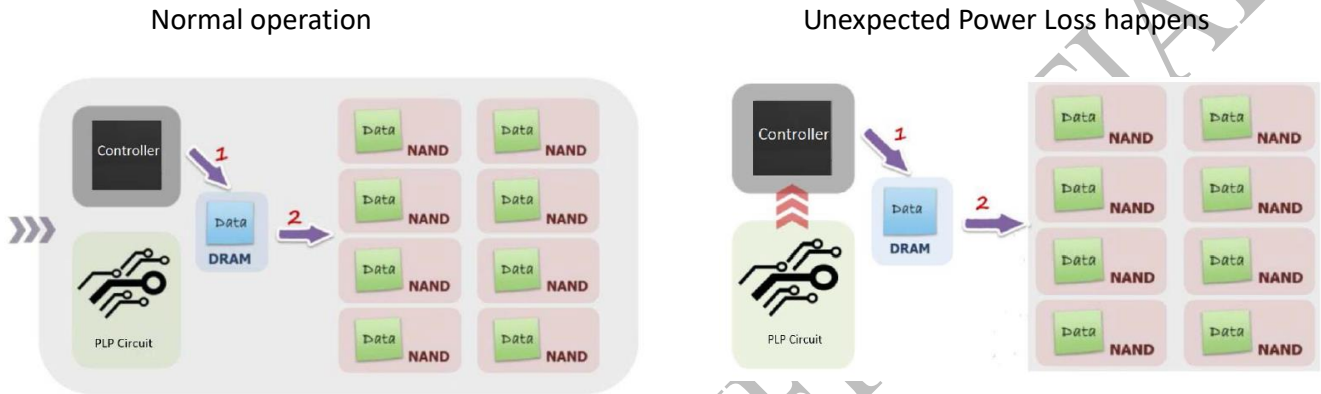 Normal operation
Controller
1
Data
DRAM
2
PLP Circuit
Data NAND
Data NAND
Data NAND
Data NAND
Data NAND
Data NAND
Data NAND
Data NAND
Unexpected Power Loss happens
Controller
1
Data
DRAM
2
PLP Circuit
Data NAND
Data NAND
Data NAND
Data NAND
Data NAND
Data NAND
Data NAND
Data NAND